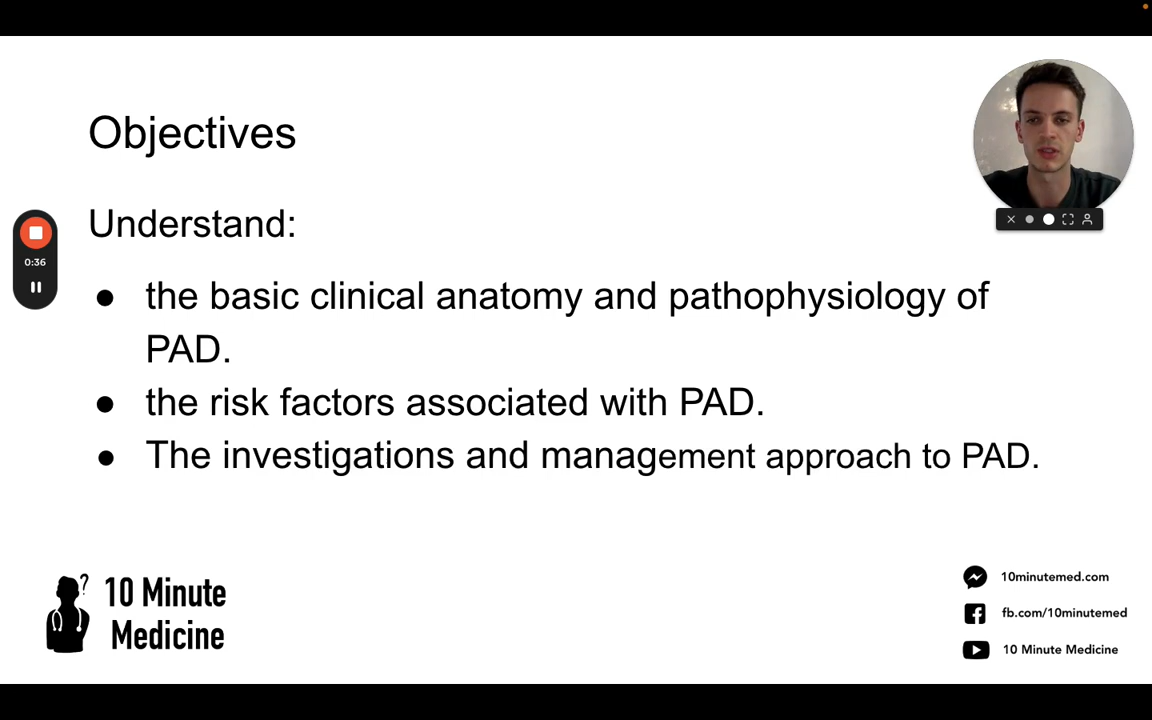 Objectives
Understand:
● the basic clinical anatomy and pathophysiology of
PAD.
● the risk factors associated with PAD.
● The investigations and management approach to PAD.
0:36
10 Minute
Medicine
10minutemed.com
fb.com/10minutemed
10 Minute Medicine